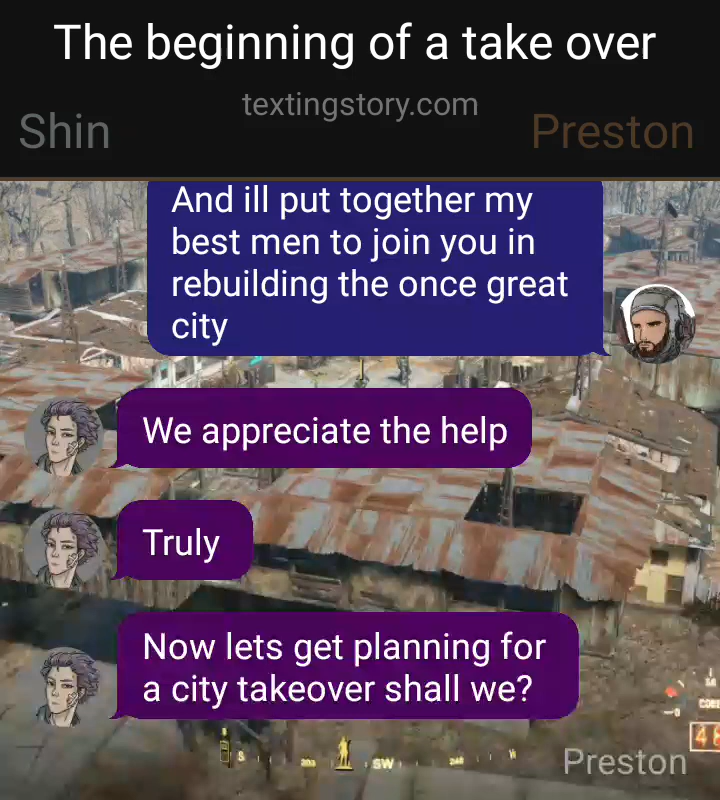 The beginning of a take over
textingstory.com
Shin
Preston
And ill put together my
best men to join you in
rebuilding the once great
city
We appreciate the help
Truly
Now lets get planning for
a city takeover shall we?
S
SW
W
Preston